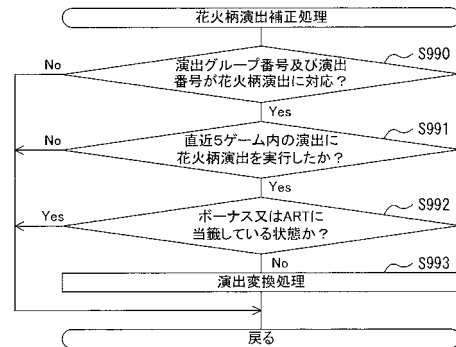 花火柄演出補正処理
S990
No
演出グループ番号及び演出
番号が花火柄演出に対応？
Yes
S991
No
直近5ゲーム内の演出に
花火柄演出を実行したか？
Yes
S992
Yes
ボーナス又はARTに
当籤している状態か？
No
S993
演出変換処理
戻る